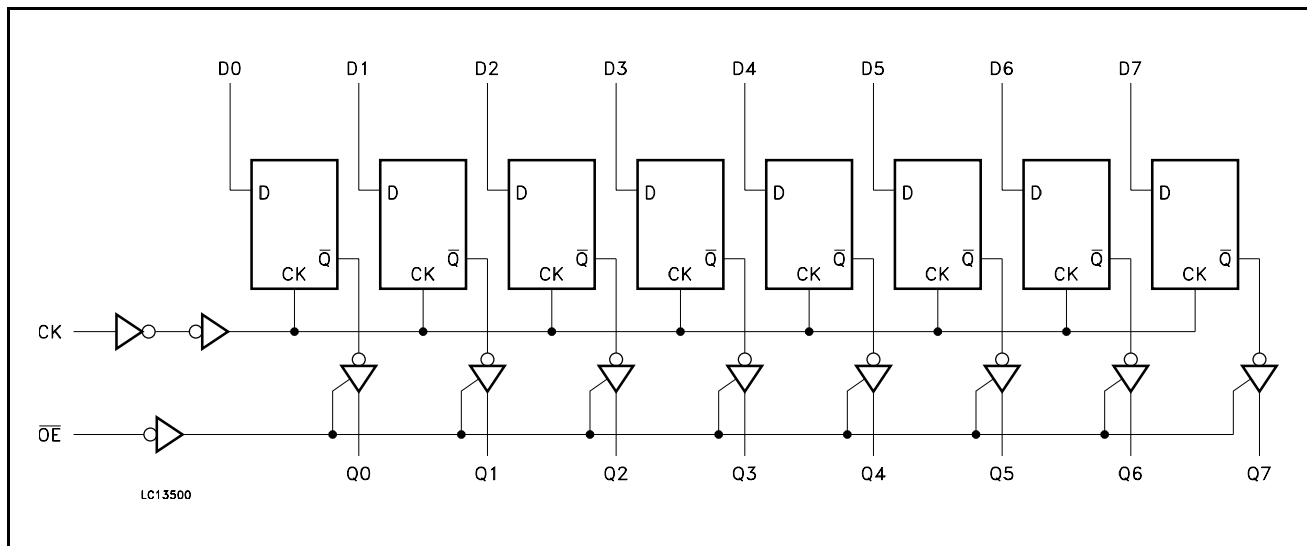 D0 D1 D2 D3 D4 D5 D6 D7
D D D D D D D D
Q̅ Q̅ Q̅ Q̅ Q̅ Q̅ Q̅ Q̅
CK CK CK CK CK CK CK CK
CK
O̅E̅
Q0 Q1 Q2 Q3 Q4 Q5 Q6 Q7
LC13500